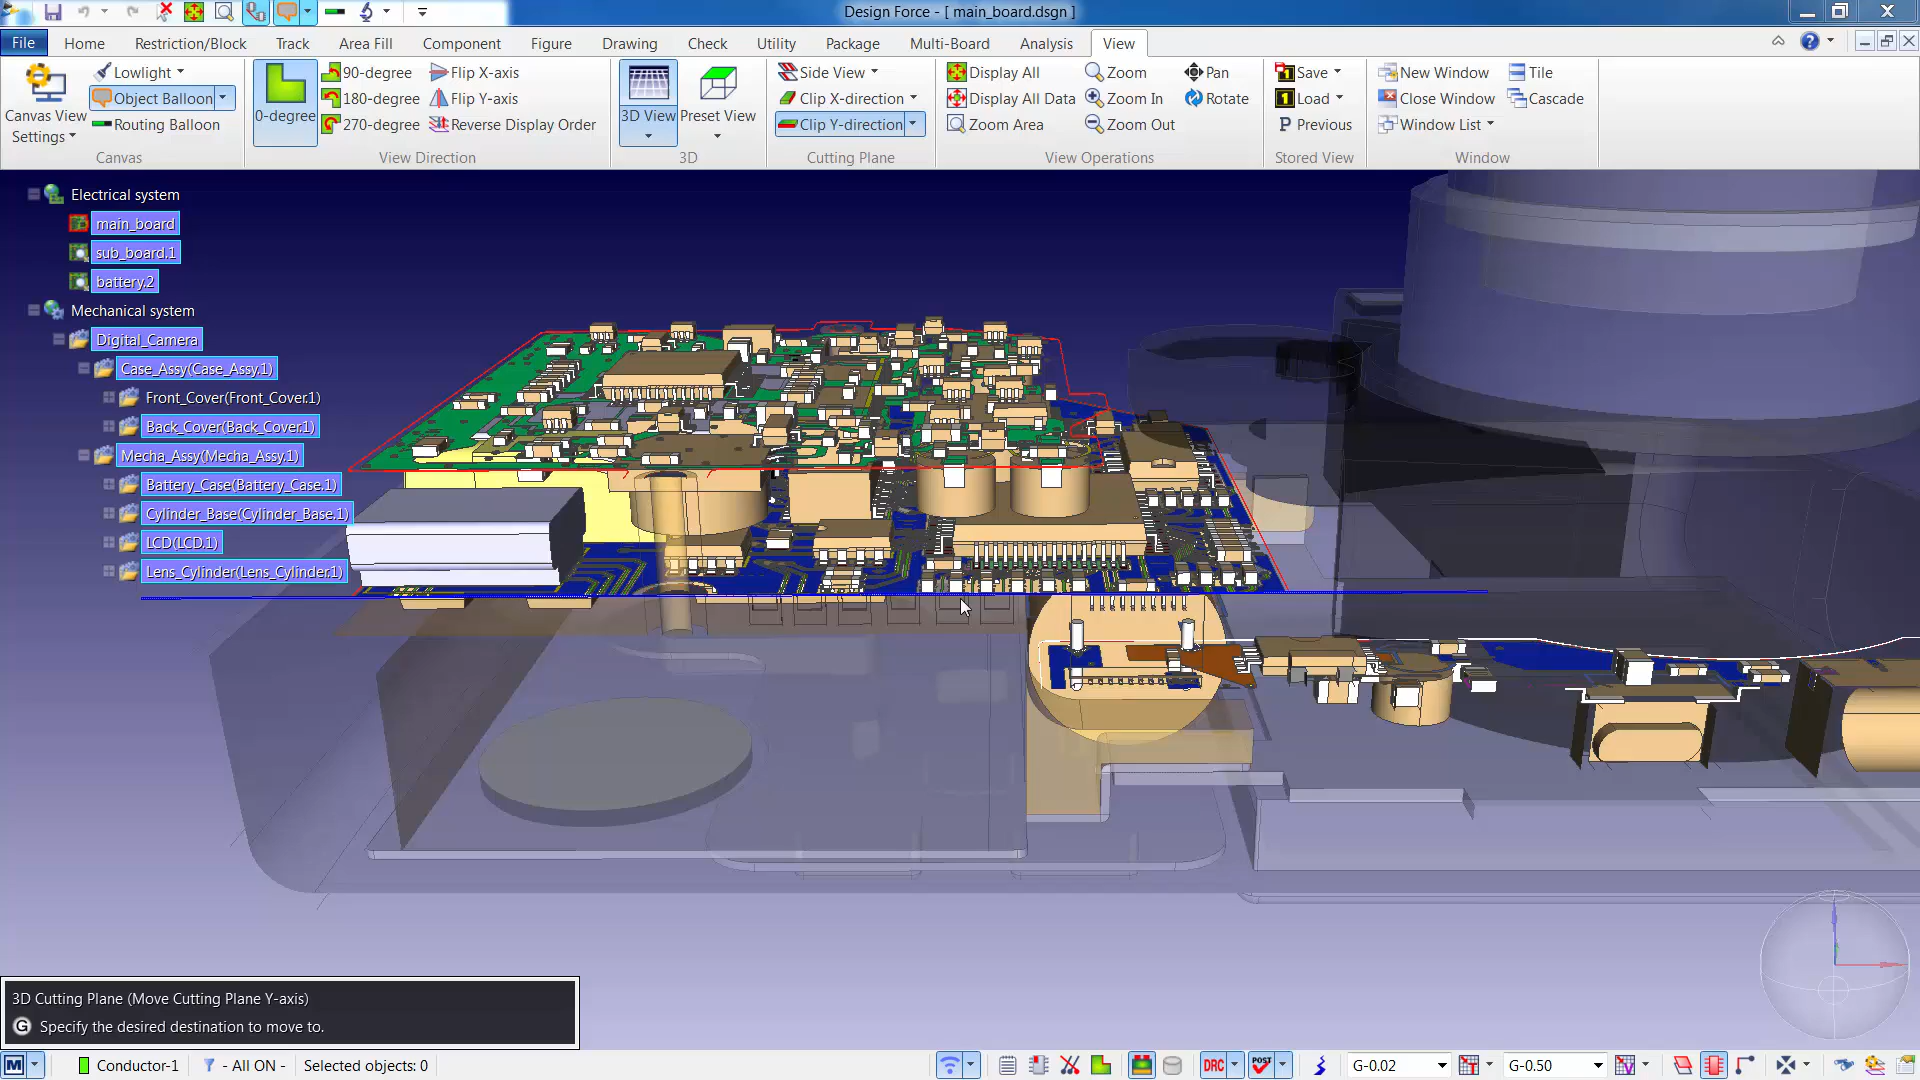 Design Force - [ main_board.dsgn ]
File Home Restriction/Block Track Area Fill Component Figure Drawing Check Utility Package Multi-Board Analysis View
Canvas View Settings
Lowlight
Object Balloon
Routing Balloon
Canvas
0-degree
90-degree
180-degree
270-degree
Flip X-axis
Flip Y-axis
Reverse Display Order
View Direction
3D View
Preset View
3D
Side View
Clip X-direction
Clip Y-direction
Cutting Plane
Display All
Display All Data
Zoom Area
Zoom
Zoom In
Zoom Out
Pan
Rotate
View Operations
Save
Load
Previous
Stored View
New Window
Close Window
Window List
Tile
Cascade
Window
Electrical system
main_board
sub_board.1
battery.2
Mechanical system
Digital_Camera
Case_Assy(Case_Assy.1)
Front_Cover(Front_Cover.1)
Back_Cover(Back_Cover.1)
Mecha_Assy(Mecha_Assy.1)
Battery_Case(Battery_Case.1)
Cylinder_Base(Cylinder_Base.1)
LCD(LCD.1)
Lens_Cylinder(Lens_Cylinder.1)
3D Cutting Plane (Move Cutting Plane Y-axis)
G Specify the desired destination to move to.
M Conductor-1 - All ON - Selected objects: 0 DRC POST G-0.02 G-0.50